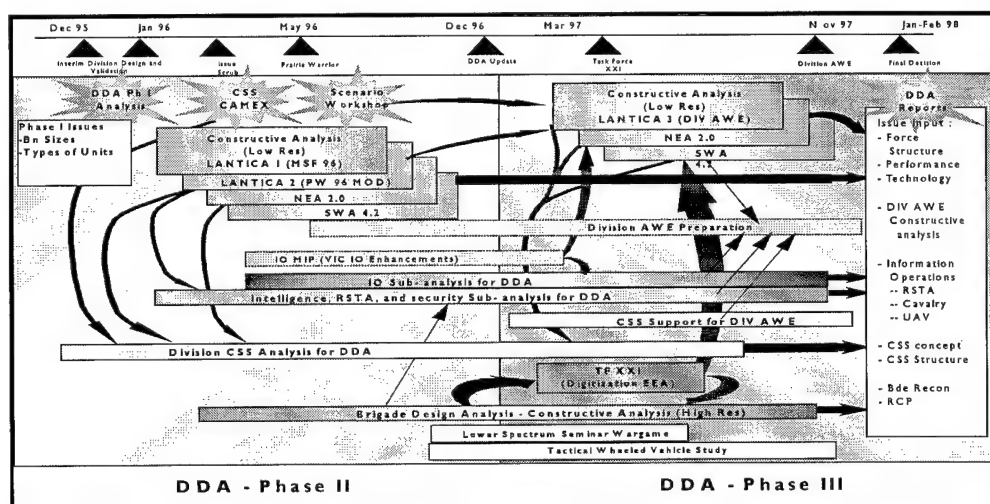 Dec 95 Jan 96 May 96 Dec 96 Mar 97 Nov 97 Jan-Feb 98
Interim Division Design and
Validation
Issue
Scrub
Prairie Warrior
DDA Update
Task Force
XXI
Division AWE
Final Decision
DDA Ph I
Analysis
CSS
CAMEX
Scenario
Workshop
Phase I Issues
-Bn Sizes
-Types of Units
Constructive Analysis
(Low Res)
LANTICA 1 (MSF 96)
LANTICA 2 (PW 96 MOD)
NEA 2.0
SWA 4.2
Constructive Analysis
(Low Res)
LANTICA 3 (DIV AWE)
NEA 2.0
SWA
4.2
DDA
Reports
Issue Input :
- Force
Structure
- Performance
- Technology
- DIV AWE
Constructive
analysis
- Information
Operations
-- RSTA
-- Cavalry
-- UAV
- CSS concept
- CSS Structure
- Bde Recon
- RCP
Division AWE Preparation
IO MIP (VIC IO Enhancements)
IO Sub-analysis for DDA
Intelligence, RSTA, and security Sub-analysis for DDA
CSS Support for DIV AWE
Division CSS Analysis for DDA
TF XXI
(Digitization EEA)
Brigade Design Analysis - Constructive Analysis (High Res)
Lower Spectrum Seminar Wargame
Tactical Wheeled Vehicle Study
DDA - Phase II
DDA - Phase III